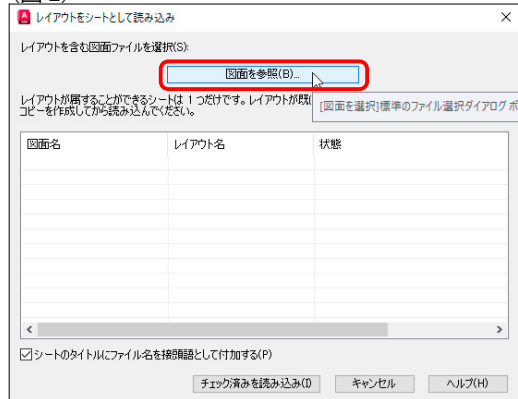 レイアウトをシートとして読み込み
レイアウトを含む図面ファイルを選択(S):
図面を参照(B)...
レイアウトが属することができるシートは 1 つだけです。レイアウトが既
コピーを作成してから読み込んでください。
[図面を選択]標準のファイル選択ダイアログ ボ
図面名 レイアウト名 状態
シートのタイトルにファイル名を接頭語として付加する(P)
チェック済みを読み込み(I) キャンセル ヘルプ(H)